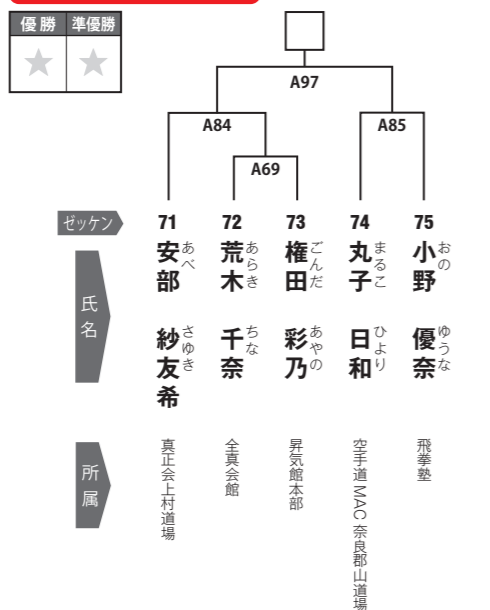 優勝
準優勝
A97
A84
A85
A69
ゼッケン
71
72
73
74
75
氏名
安部 紗友希
あべ さゆき
荒木 千奈
あらき ちな
権田 彩乃
ごんだ あやの
丸子 日和
まるこ ひより
小野 優奈
おの ゆうな
所属
真正会上村道場
全真会館
昇気館本部
空手道 MAC 奈良郡山道場
飛拳塾